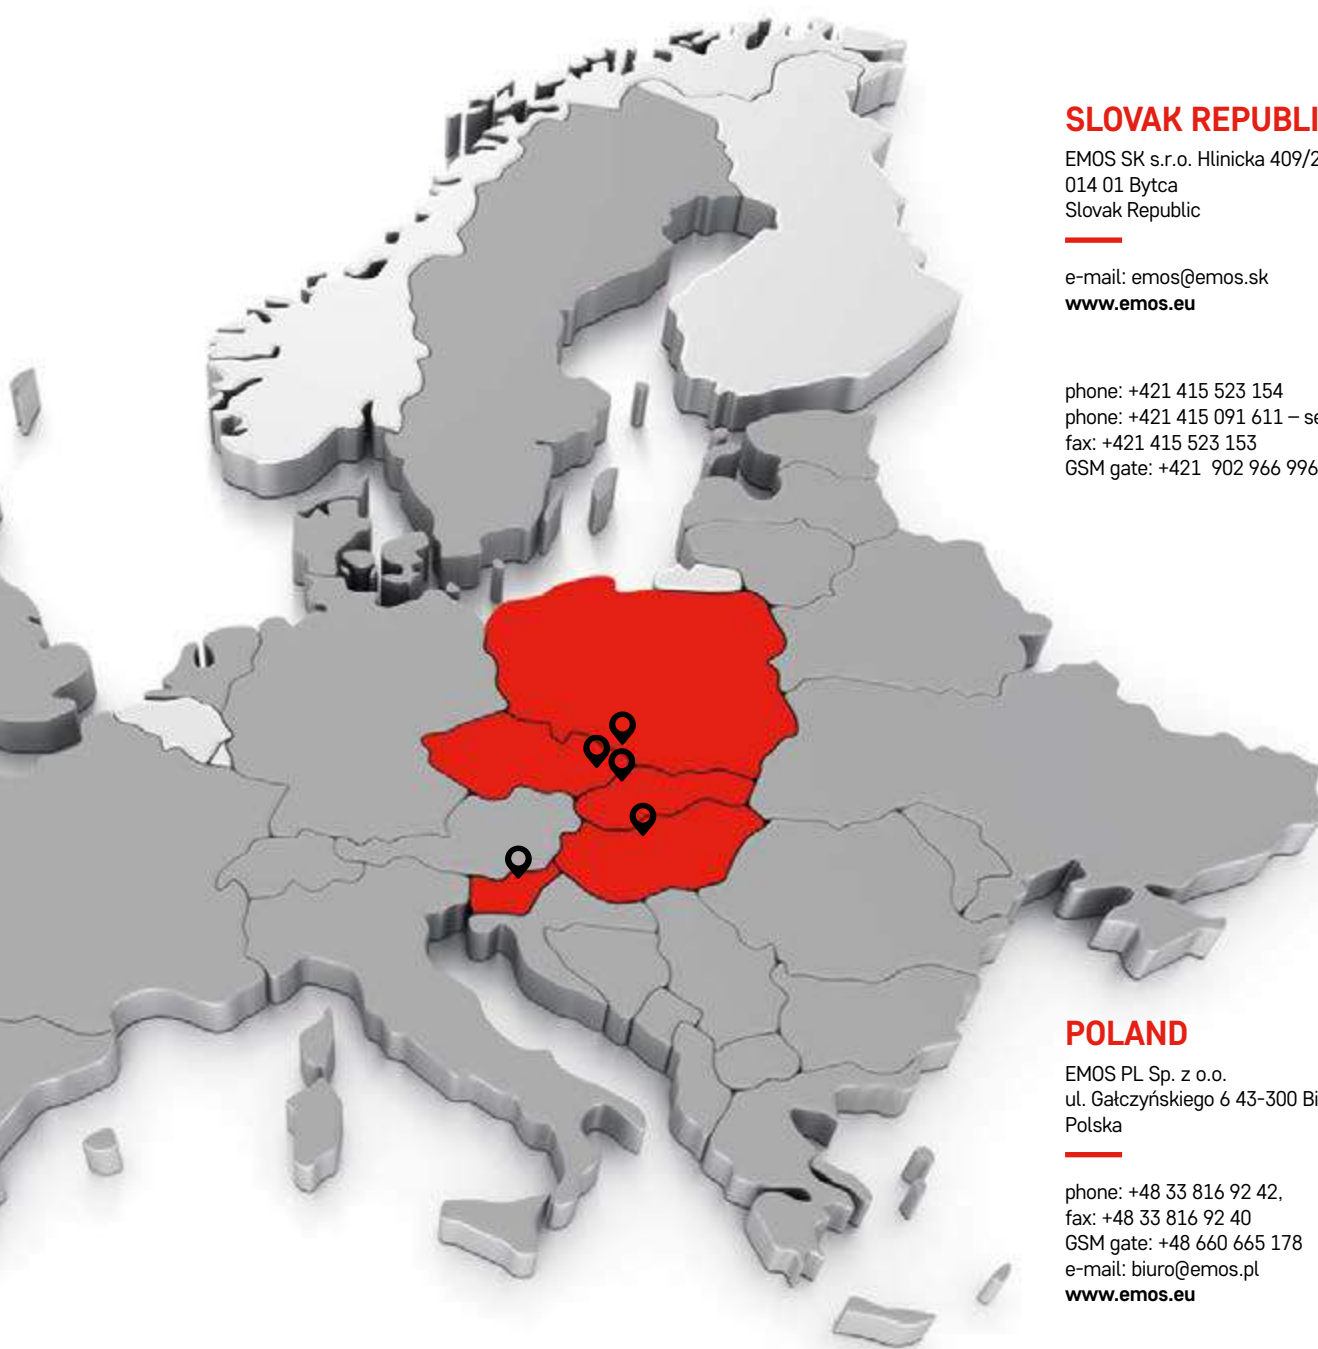 SLOVAK REPUBLI
EMOS SK s.r.o. Hlinicka 409/2
014 01 Bytca
Slovak Republic
e-mail: emos@emos.sk
www.emos.eu
phone: +421 415 523 154
phone: +421 415 091 611 – se
fax: +421 415 523 153
GSM gate: +421  902 966 996
POLAND
EMOS PL Sp. z o.o.
ul. Gałczyńskiego 6 43-300 Bi
Polska
phone: +48 33 816 92 42,
fax: +48 33 816 92 40
GSM gate: +48 660 665 178
e-mail: biuro@emos.pl
www.emos.eu